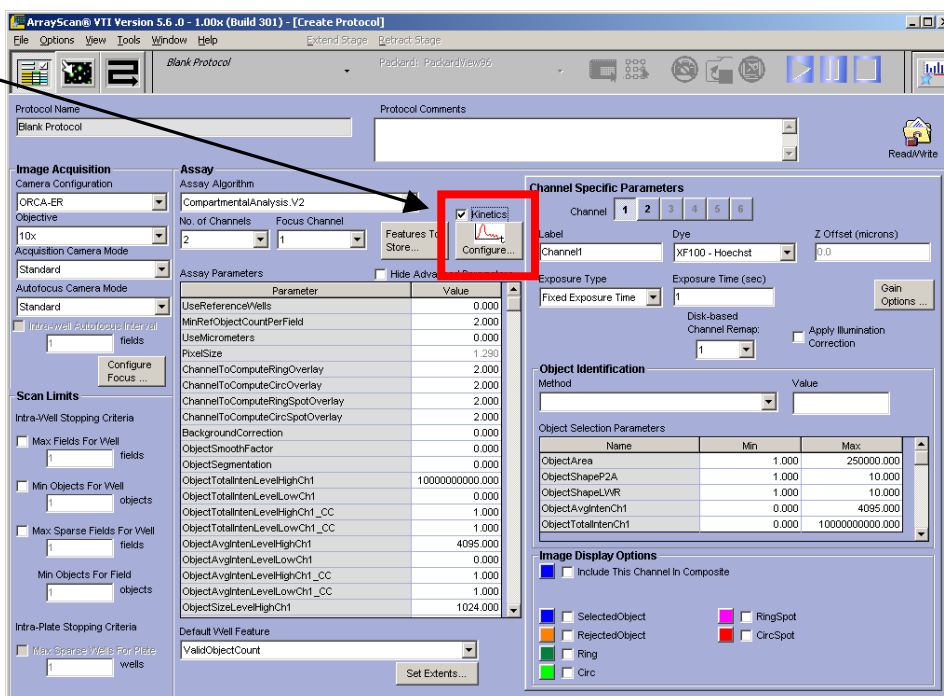 ArrayScan® VTI Version 5.6 .0 - 1.00x (Build 301) - [Create Protocol]
File Options View Tools Window Help Extend Stage Retract Stage
Blank Protocol Packard: PackardView96
Protocol Name
Blank Protocol
Protocol Comments
Read/Write
Image Acquisition
Camera Configuration
ORCA-ER
Objective
10x
Acquisition Camera Mode
Standard
Autofocus Camera Mode
Standard
Intra-well Autofocus Interval
1 fields
Configure
Focus ...
Scan Limits
Intra-Well Stopping Criteria
Max Fields For Well
1 fields
Min Objects For Well
1 objects
Max Sparse Fields For Well
1 fields
Min Objects For Field
1 objects
Intra-Plate Stopping Criteria
Max Sparse Wells For Plate
1 wells
Assay
Assay Algorithm
CompartmentalAnalysis.V2
No. of Channels Focus Channel
2 1
Features To
Store...
Kinetics
t
Configure...
Assay Parameters Hide Advanced Parameters
Parameter Value
UseReferenceWells 0.000
MinRefObjectCountPerField 2.000
UseMicrometers 0.000
PixelSize 1.290
ChannelToComputeRingOverlay 2.000
ChannelToComputeCircOverlay 2.000
ChannelToComputeRingSpotOverlay 2.000
ChannelToComputeCircSpotOverlay 2.000
BackgroundCorrection 0.000
ObjectSmoothFactor 0.000
ObjectSegmentation 0.000
ObjectTotalIntenLevelHighCh1 10000000000.000
ObjectTotalIntenLevelLowCh1 0.000
ObjectTotalIntenLevelHighCh1_CC 1.000
ObjectTotalIntenLevelLowCh1_CC 1.000
ObjectAvgIntenLevelHighCh1 4095.000
ObjectAvgIntenLevelLowCh1 0.000
ObjectAvgIntenLevelHighCh1_CC 1.000
ObjectAvgIntenLevelLowCh1_CC 1.000
ObjectSizeLevelHighCh1 1024.000
Default Well Feature
ValidObjectCount
Set Extents...
Channel Specific Parameters
Channel 1 2 3 4 5 6
Label Dye Z Offset (microns)
Channel1 XF100 - Hoechst 0.0
Exposure Type Exposure Time (sec)
Fixed Exposure Time 1
Gain
Options ...
Disk-based
Channel Remap:
1
Apply Illumination
Correction
Object Identification
Method Value
Object Selection Parameters
Name Min Max
ObjectArea 1.000 250000.000
ObjectShapeP2A 1.000 10.000
ObjectShapeLWR 1.000 10.000
ObjectAvgIntenCh1 0.000 4095.000
ObjectTotalIntenCh1 0.000 10000000000.000
Image Display Options
Include This Channel In Composite
SelectedObject RingSpot
RejectedObject CircSpot
Ring
Circ